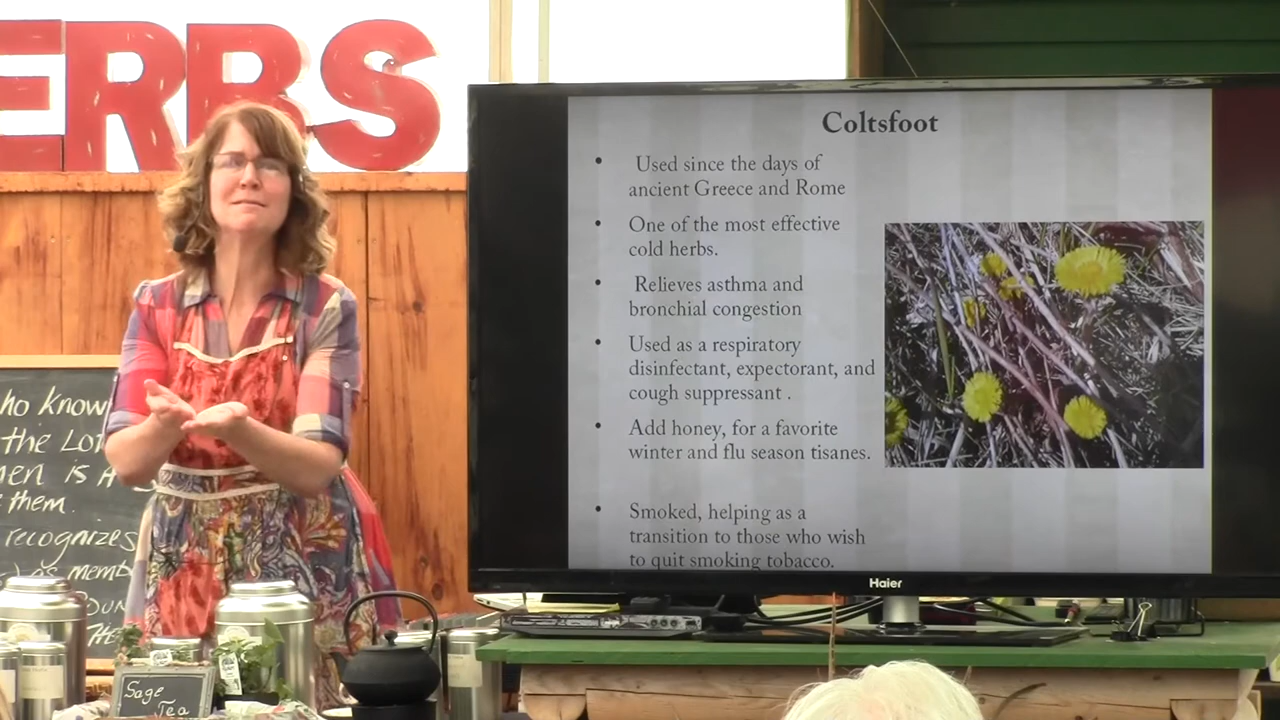 ERBS
Coltsfoot
• Used since the days of
ancient Greece and Rome
• One of the most effective
cold herbs.
• Relieves asthma and
bronchial congestion
• Used as a respiratory
disinfectant, expectorant, and
cough suppressant .
• Add honey, for a favorite
winter and flu season tisanes.
• Smoked, helping as a
transition to those who wish
to quit smoking tobacco.
Haier
ho know
the Lo
men is A
them.
recognizes
as memb
Sage
Tea